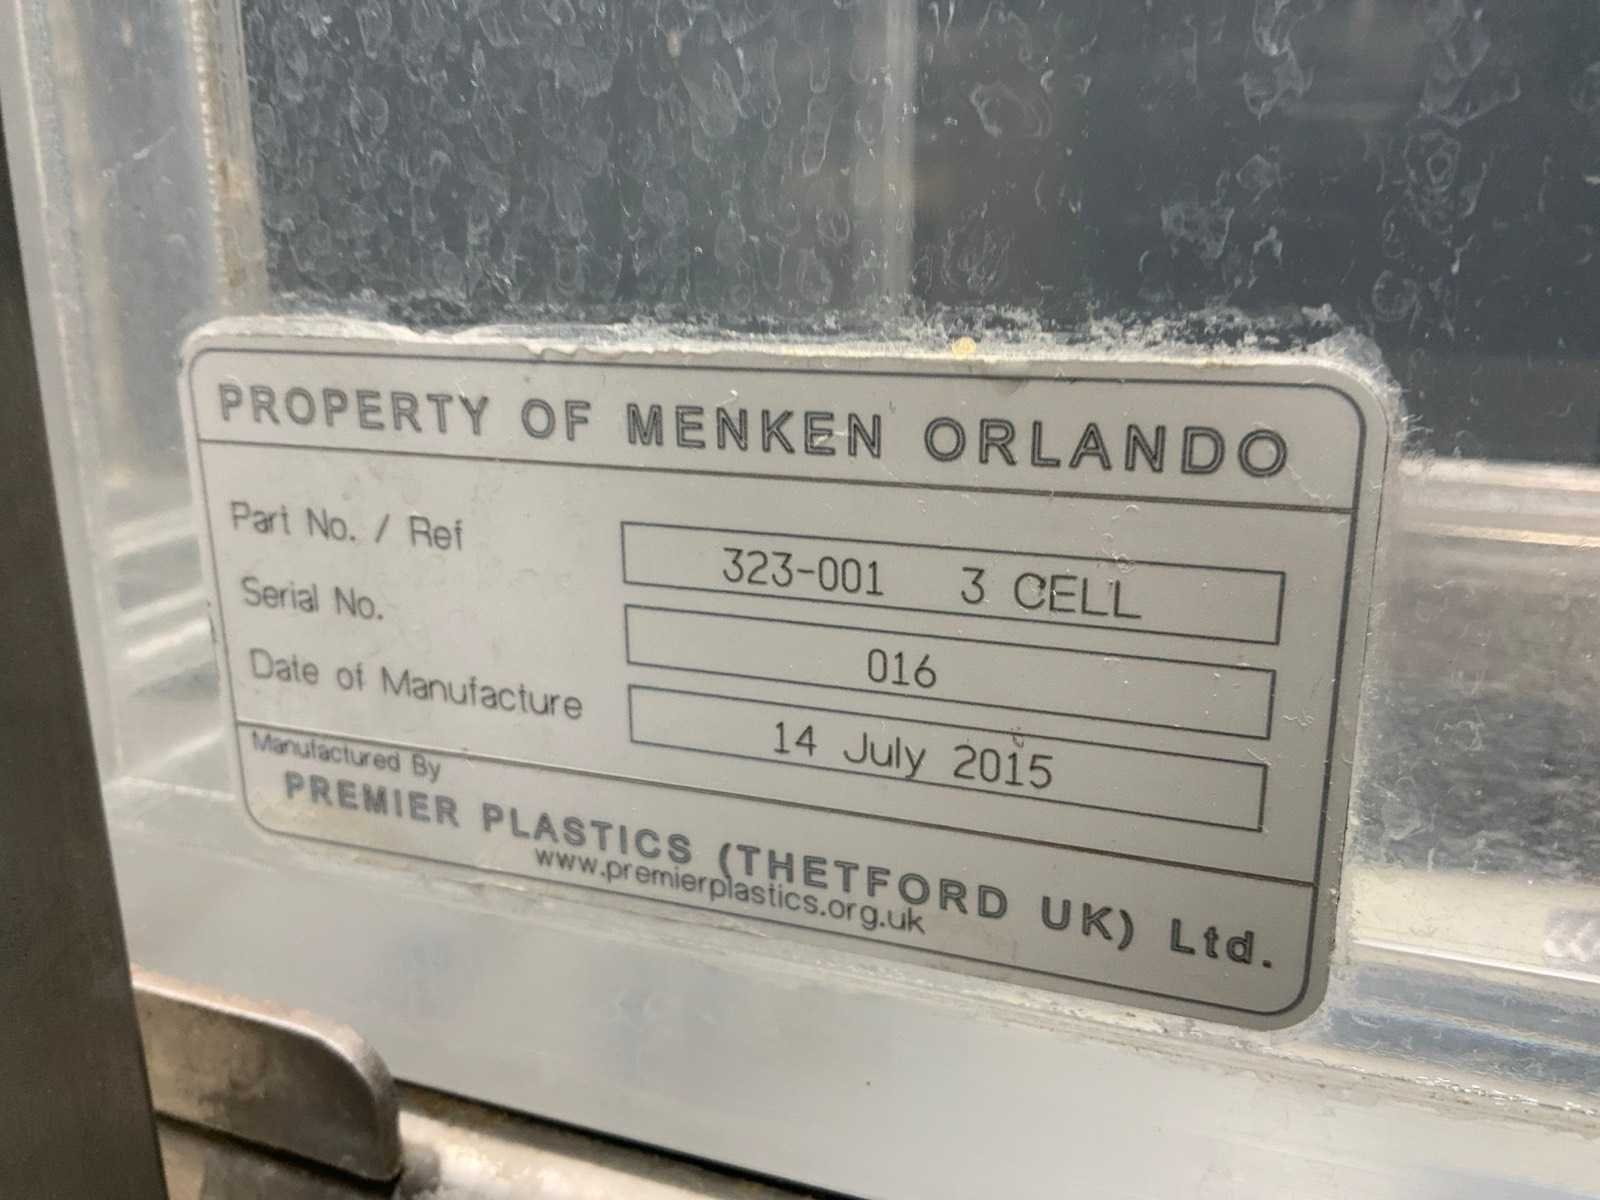 PROPERTY OF MENKEN ORLANDO
Part No. / Ref 323-001 3 CELL
Serial No. 016
Date of Manufacture 14 July 2015
Manufactured By
PREMIER PLASTICS (THETFORD UK) Ltd.
www.premierplastics.org.uk